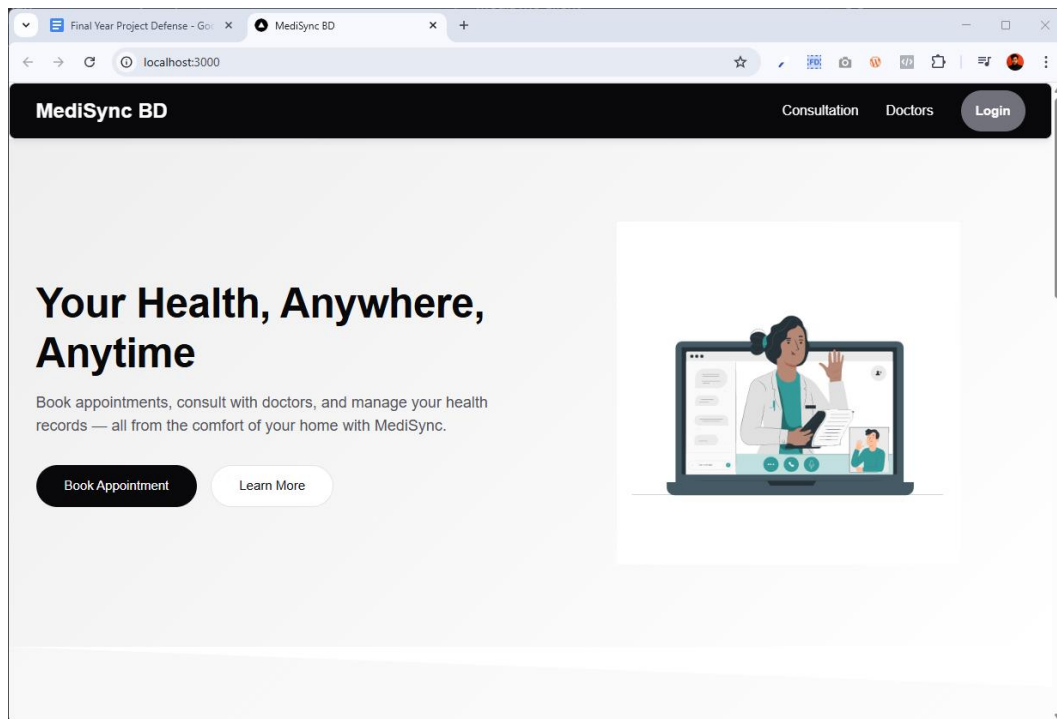 Final Year Project Defense - Goo
MediSync BD
localhost:3000
MediSync BD
Consultation
Doctors
Login
Your Health, Anywhere,
Anytime
Book appointments, consult with doctors, and manage your health
records — all from the comfort of your home with MediSync.
Book Appointment
Learn More